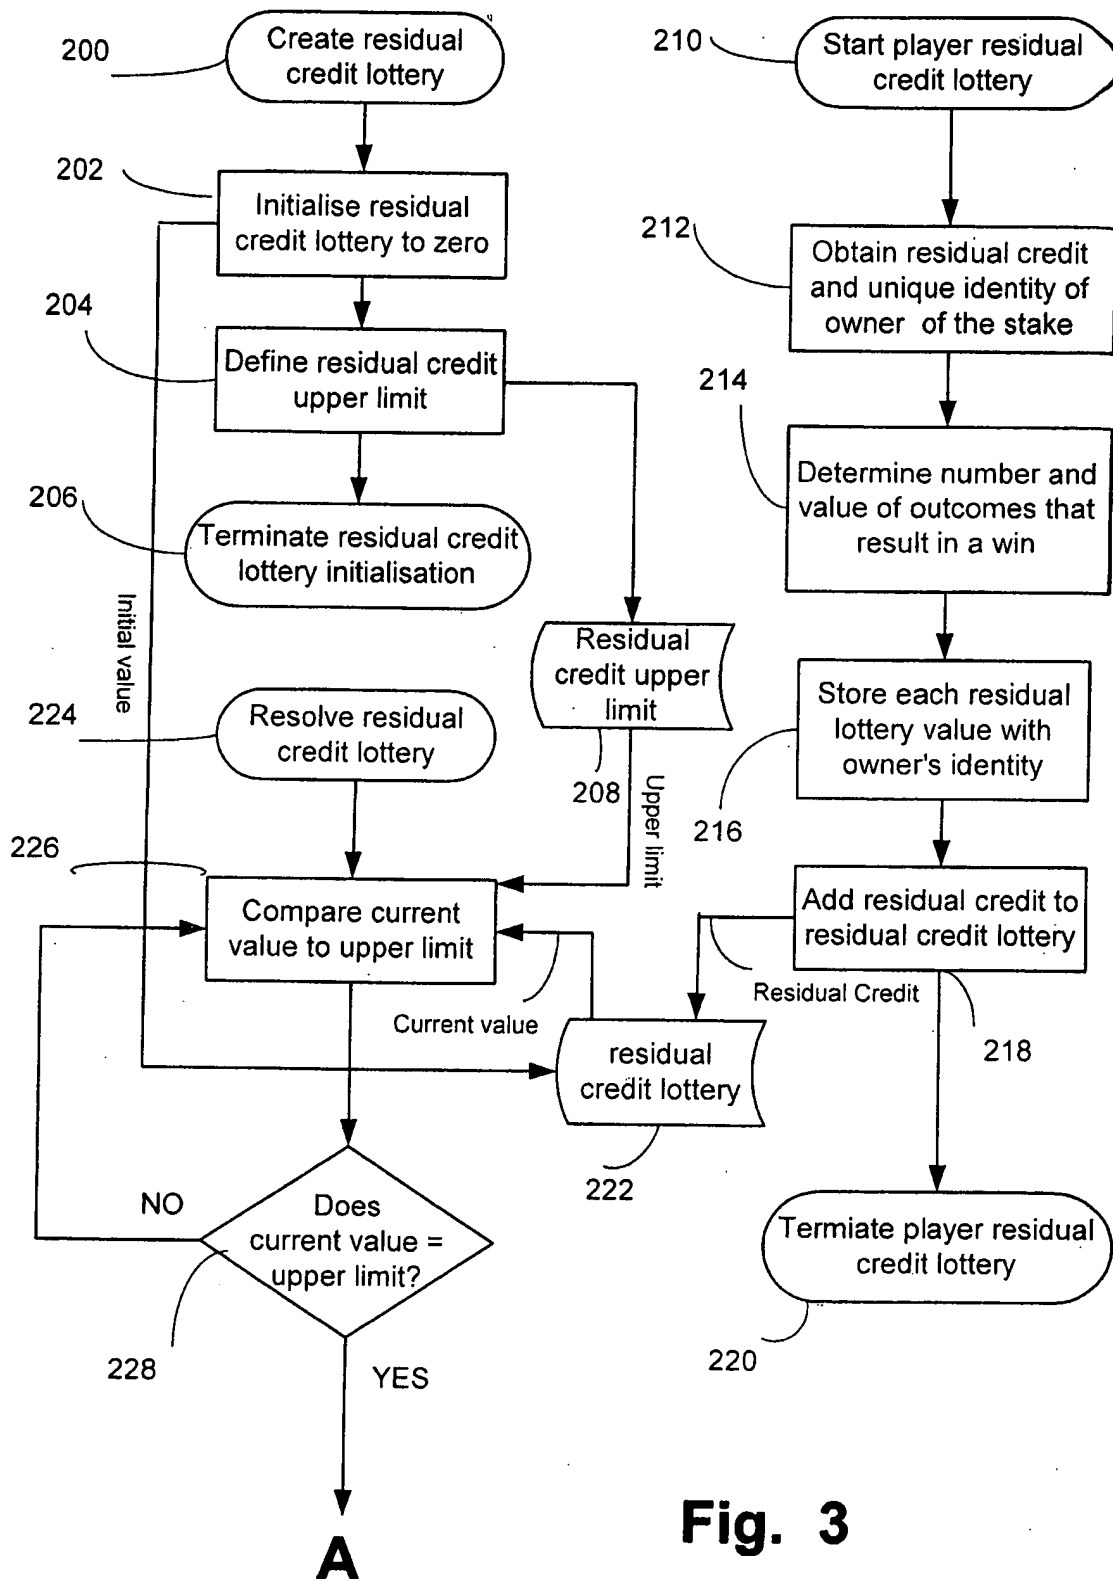 200
Create residual
credit lottery
202
Initialise residual
credit lottery to zero
204
Define residual credit
upper limit
206
Terminate residual credit
lottery initialisation
Initial value
Residual
credit upper
limit
208
Upper limit
224
Resolve residual
credit lottery
226
Compare current
value to upper limit
Current value
residual
credit lottery
222
NO
Does
current value =
upper limit?
228
YES
A
210
Start player residual
credit lottery
212
Obtain residual credit
and unique identity of
owner of the stake
214
Determine number and
value of outcomes that
result in a win
Store each residual
lottery value with
owner's identity
216
Add residual credit to
residual credit lottery
Residual Credit
218
Termiate player residual
credit lottery
220
Fig. 3